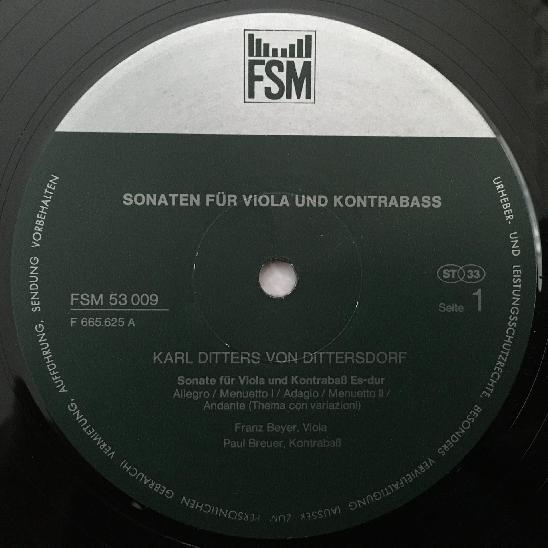 FSM
SONATEN FÜR VIOLA UND KONTRABASS
ST 33
FSM 53 009
Seite 1
F 665.625 A
KARL DITTERS VON DITTERSDORF
Sonate für Viola und Kontrabaß Es-dur
Allegro / Menuetto I / Adagio / Menuetto II /
Andante (Thema con variazioni)
Franz Beyer, Viola
Paul Breuer, Kontrabaß
URHEBER- UND LEISTUNGSSCHUTZRECHTE, BESONDERS VERVIELFÄLTIGUNG (AUSSER ZUM PERSÖNLICHEN GEBRAUCH) VERMIETUNG, AUFFÜHRUNG, SENDUNG VORBEHALTEN